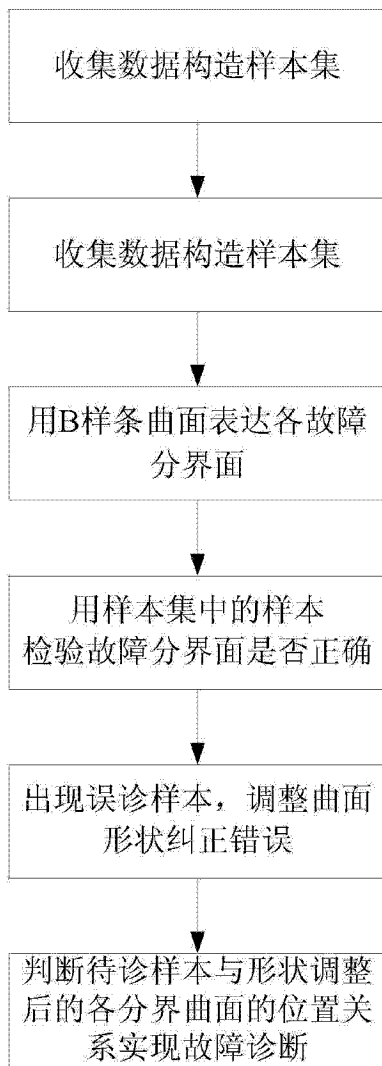 收集数据构造样本集
收集数据构造样本集
用B样条曲面表达各故障
分界面
用样本集中的样本
检验故障分界面是否正确
出现误诊样本，调整曲面
形状纠正错误
判断待诊样本与形状调整
后的各分界曲面的位置关
系实现故障诊断